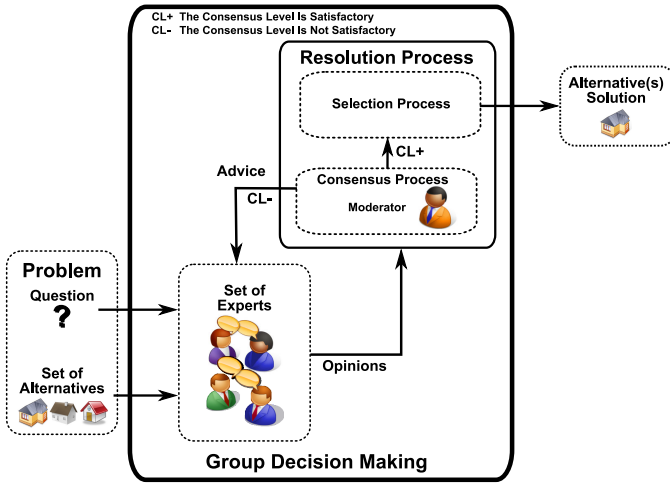 CL+ The Consensus Level Is Satisfactory
CL- The Consensus Level Is Not Satisfactory
Resolution Process
Selection Process
Alternative(s)
Solution
CL+
Advice
CL-
Consensus Process
Moderator
Problem
Question
?
Set of
Alternatives
Set of
Experts
Opinions
Group Decision Making